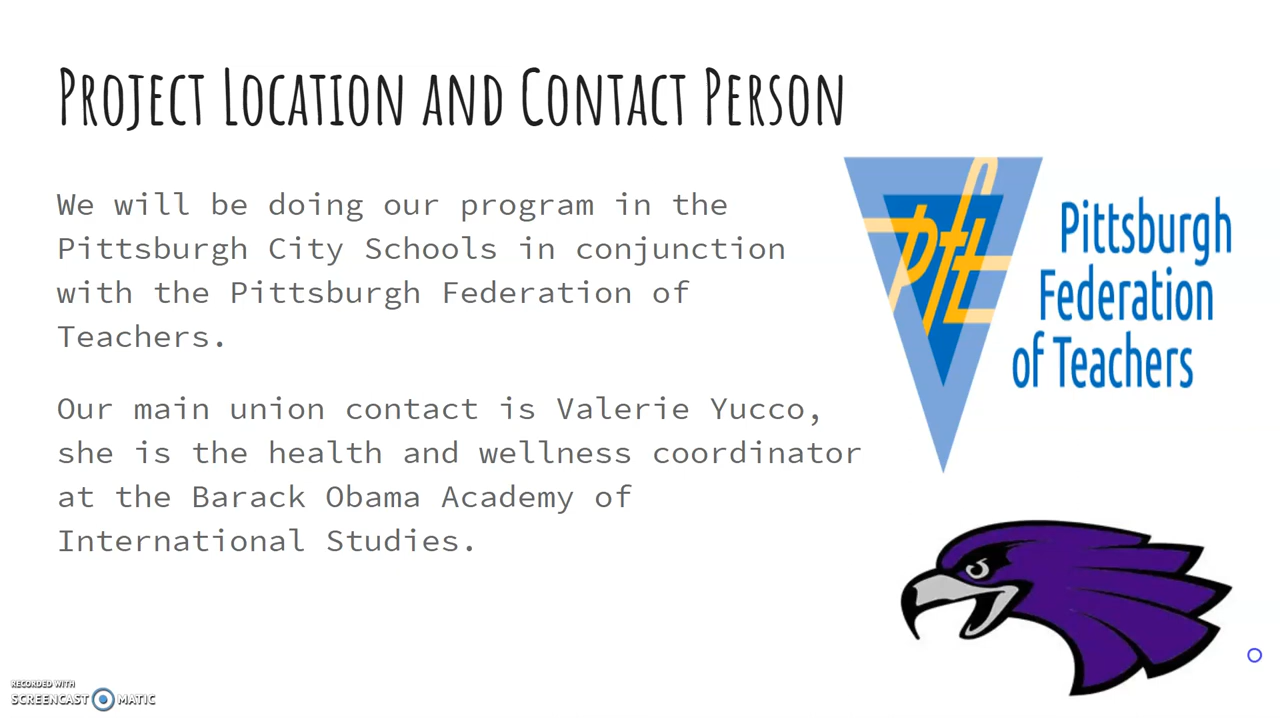 Project Location and Contact Person
We will be doing our program in the
Pittsburgh City Schools in conjunction
with the Pittsburgh Federation of
Teachers.
Our main union contact is Valerie Yucco,
she is the health and wellness coordinator
at the Barack Obama Academy of
International Studies.
pft
Pittsburgh
Federation
of Teachers
RECORDED WITH
SCREENCAST MATIC